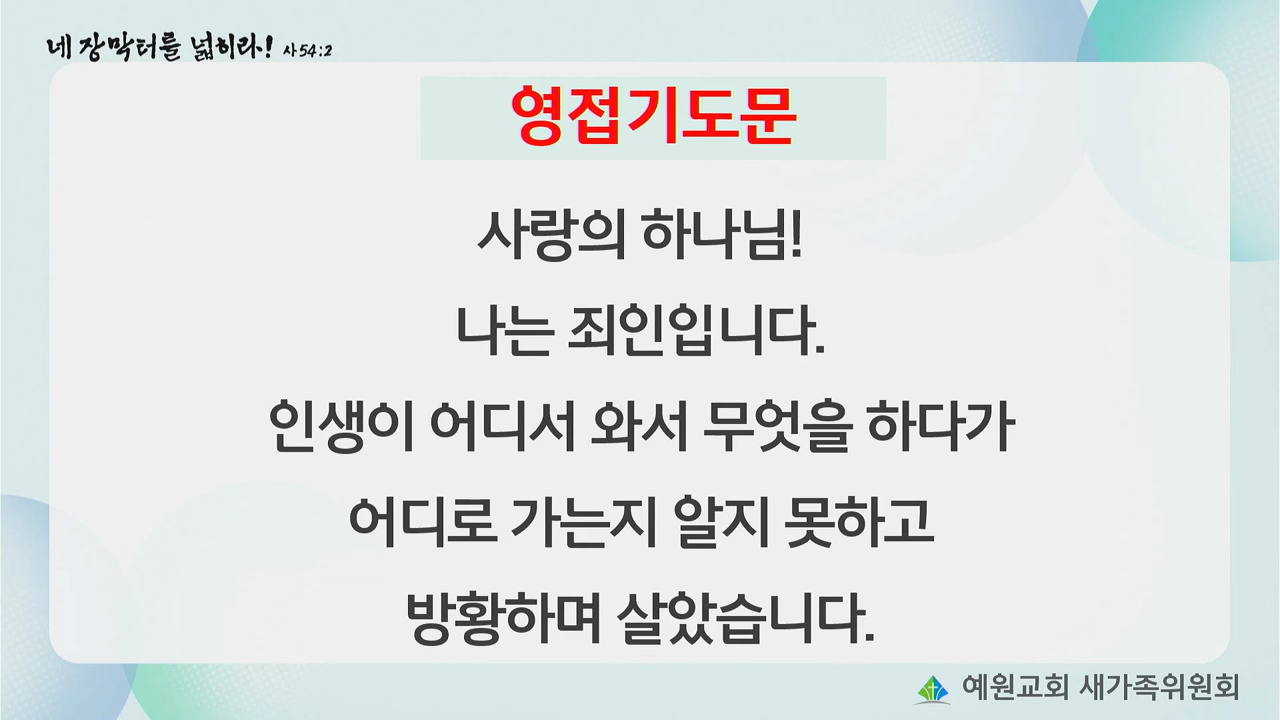 네 장막터를 넓히라! 사54:2
영접기도문
사랑의 하나님!
나는 죄인입니다.
인생이 어디서 와서 무엇을 하다가
어디로 가는지 알지 못하고
방황하며 살았습니다.
예원교회 새가족위원회